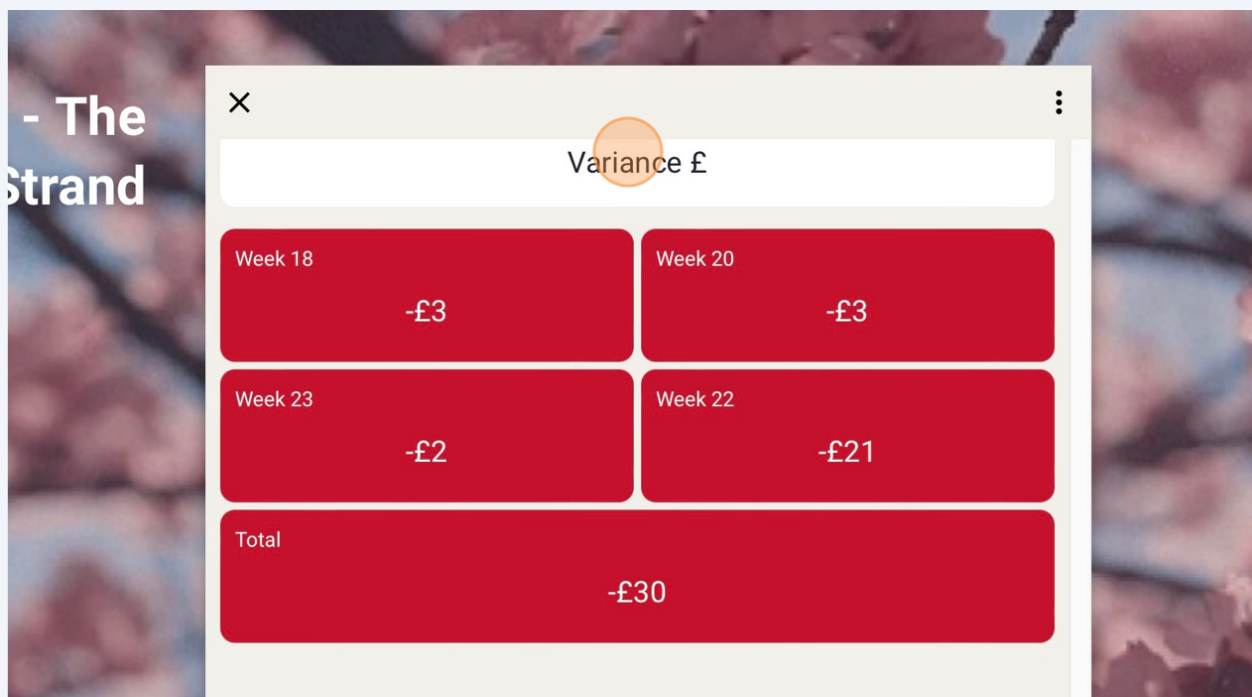 - The
Strand
Variance £
Week 18
-£3
Week 20
-£3
Week 23
-£2
Week 22
-£21
Total
-£30